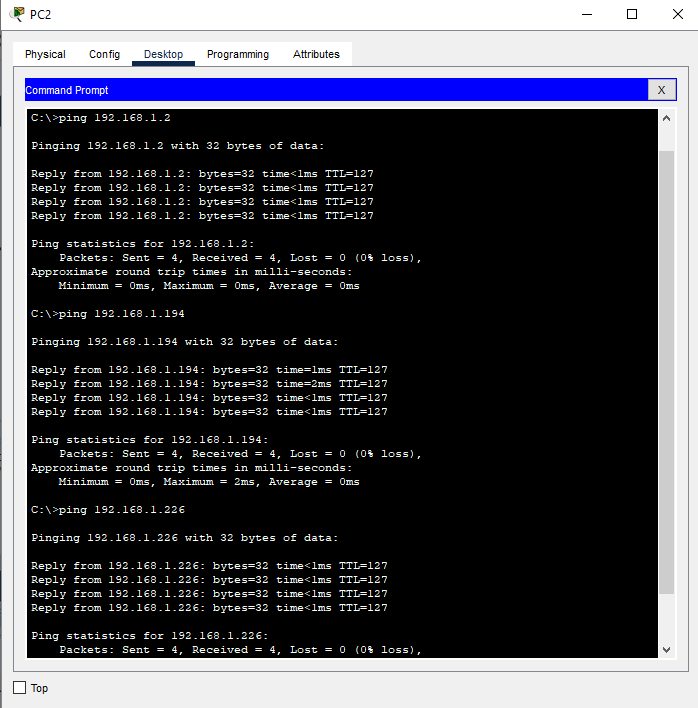 PC2
Physical Config Desktop Programming Attributes
Command Prompt X
C:\>ping 192.168.1.2
Pinging 192.168.1.2 with 32 bytes of data:
Reply from 192.168.1.2: bytes=32 time<1ms TTL=127
Reply from 192.168.1.2: bytes=32 time<1ms TTL=127
Reply from 192.168.1.2: bytes=32 time<1ms TTL=127
Reply from 192.168.1.2: bytes=32 time<1ms TTL=127
Ping statistics for 192.168.1.2:
Packets: Sent = 4, Received = 4, Lost = 0 (0% loss),
Approximate round trip times in milli-seconds:
Minimum = 0ms, Maximum = 0ms, Average = 0ms
C:\>ping 192.168.1.194
Pinging 192.168.1.194 with 32 bytes of data:
Reply from 192.168.1.194: bytes=32 time=1ms TTL=127
Reply from 192.168.1.194: bytes=32 time=2ms TTL=127
Reply from 192.168.1.194: bytes=32 time<1ms TTL=127
Reply from 192.168.1.194: bytes=32 time<1ms TTL=127
Ping statistics for 192.168.1.194:
Packets: Sent = 4, Received = 4, Lost = 0 (0% loss),
Approximate round trip times in milli-seconds:
Minimum = 0ms, Maximum = 2ms, Average = 0ms
C:\>ping 192.168.1.226
Pinging 192.168.1.226 with 32 bytes of data:
Reply from 192.168.1.226: bytes=32 time<1ms TTL=127
Reply from 192.168.1.226: bytes=32 time<1ms TTL=127
Reply from 192.168.1.226: bytes=32 time<1ms TTL=127
Reply from 192.168.1.226: bytes=32 time<1ms TTL=127
Ping statistics for 192.168.1.226:
Packets: Sent = 4, Received = 4, Lost = 0 (0% loss),
Top